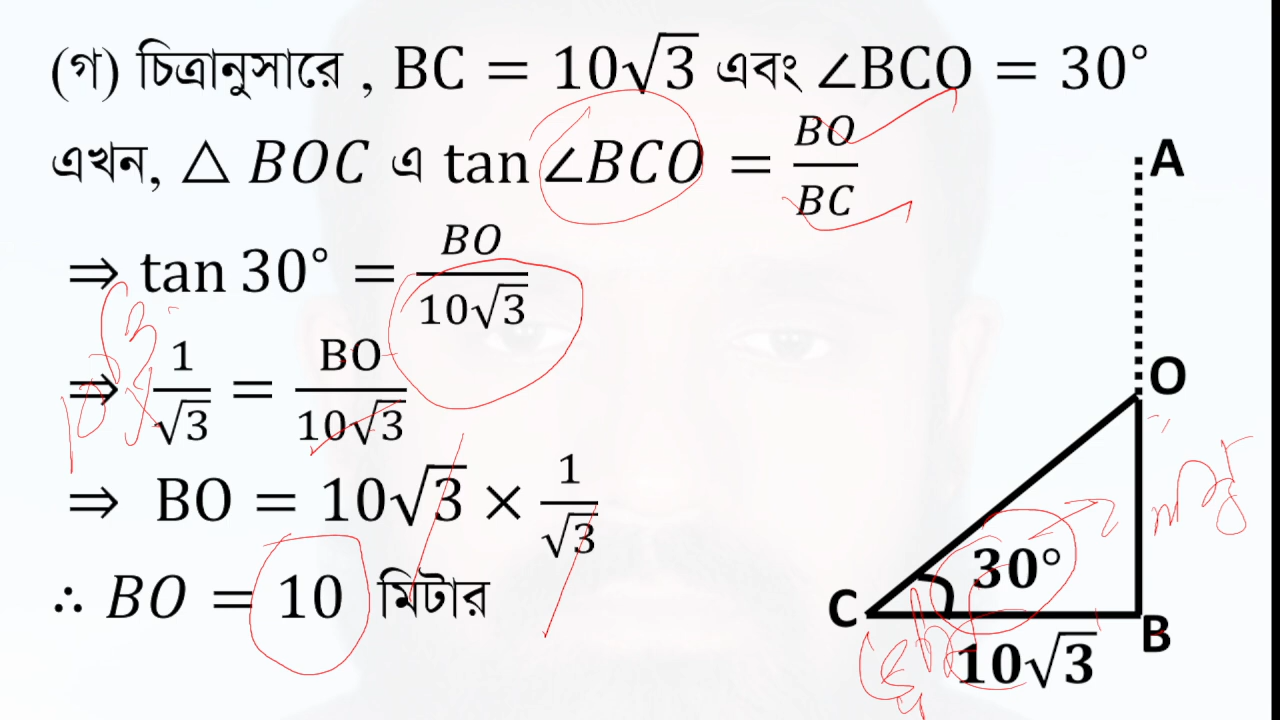 (গ) চিত্রানুসারে , BC = 10√3 এবং ∠BCO = 30°
এখন, △ BOC এ tan ∠BCO = BO/BC
⇒ tan 30° = BO/10√3
⇒ 1/√3 = BO/10√3
⇒ BO = 10√3 × 1/√3
∴ BO = 10 মিটার
A
O
30°
C
B
10√3